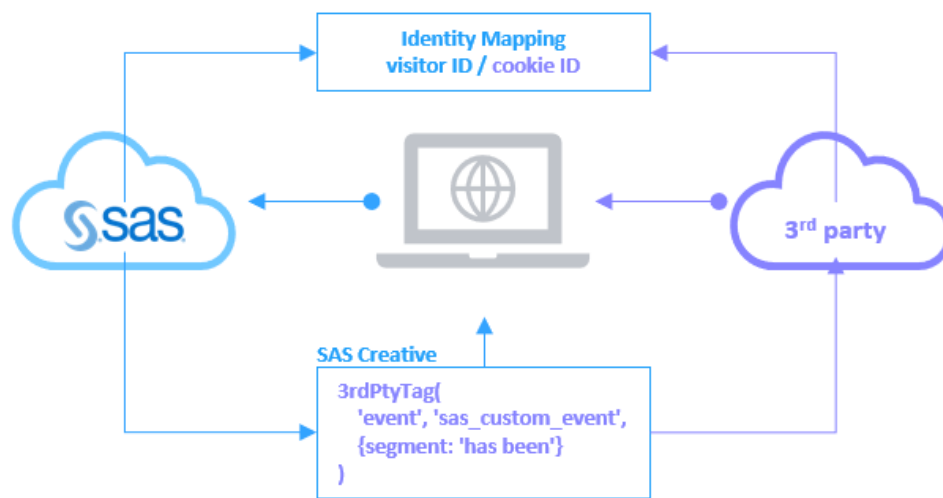 Identity Mapping
visitor ID / cookie ID
sas
3rd party
SAS Creative
3rdPtyTag(
'event', 'sas_custom_event',
{segment: 'has been'}
)